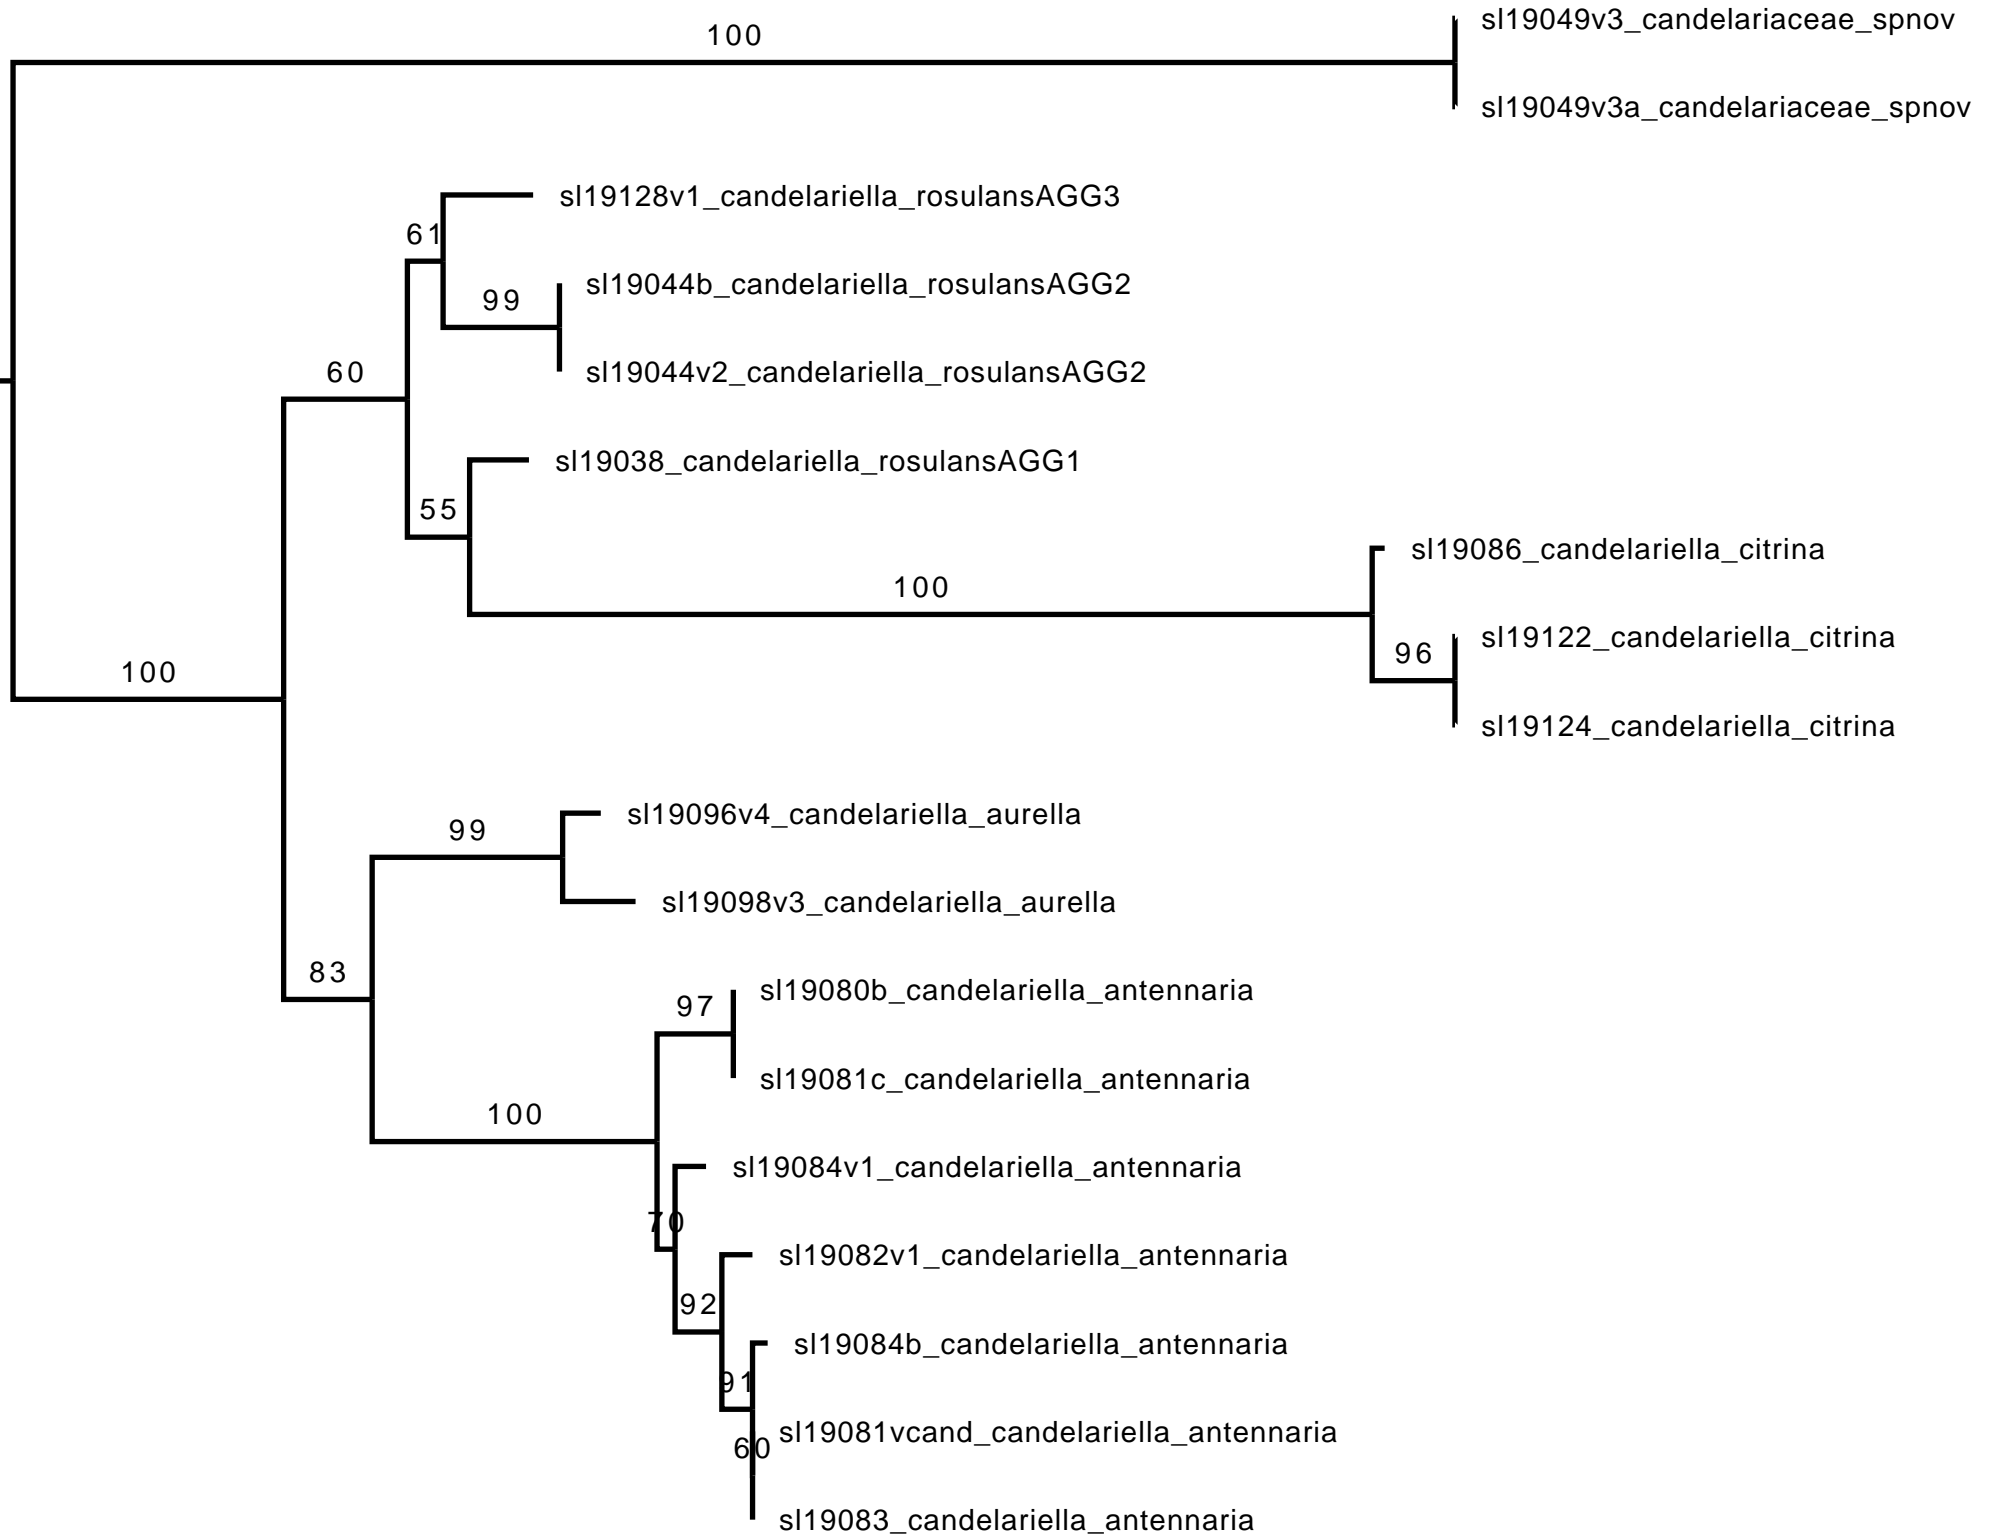 sl19049v3_candelariaceae_spnov
100
sl19049v3a_candelariaceae_spnov
sl19128v1_candelariella_rosulansAGG3
61
sl19044b_candelariella_rosulansAGG2
99
sl19044v2_candelariella_rosulansAGG2
60
sl19038_candelariella_rosulansAGG1
55
sl19086_candelariella_citrina
100
sl19122_candelariella_citrina
96
100
sl19124_candelariella_citrina
sl19096v4_candelariella_aurella
99
sl19098v3_candelariella_aurella
83
sl19080b_candelariella_antennaria
97
sl19081c_candelariella_antennaria
100
sl19084v1_candelariella_antennaria
70
sl19082v1_candelariella_antennaria
92
sl19084b_candelariella_antennaria
91
sl19081vcand_candelariella_antennaria
60
sl19083_candelariella_antennaria